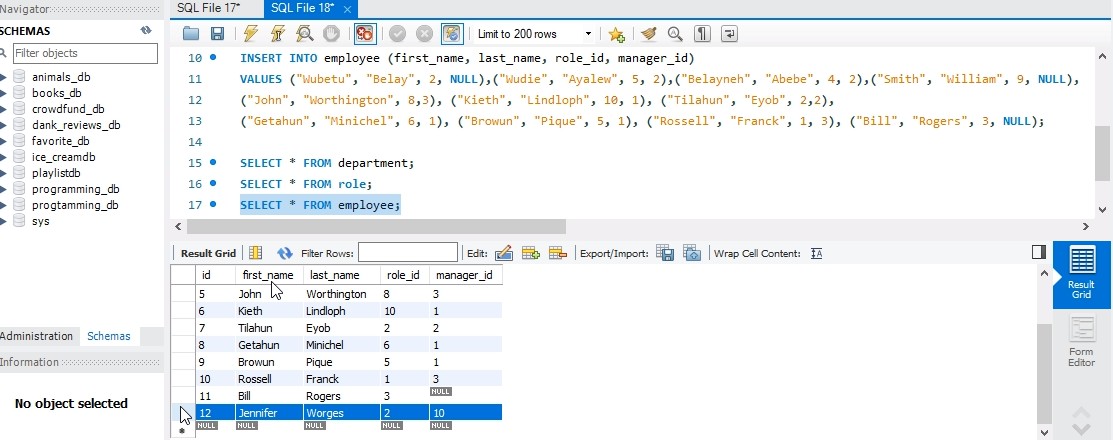 Navigator
SQL File 17*
SQL File 18* ×
SCHEMAS
Filter objects
animals_db
books_db
crowdfund_db
dank_reviews_db
favorite_db
ice_creamdb
playlistdb
programming_db
progtamming_db
sys
Administration Schemas
Information
No object selected
Limit to 200 rows
10 INSERT INTO employee (first_name, last_name, role_id, manager_id)
11 VALUES ("Wubetu", "Belay", 2, NULL),("Wudie", "Ayalew", 5, 2),("Belayneh", "Abebe", 4, 2),("Smith", "William", 9, NULL),
12 ("John", "Worthington", 8,3), ("Kieth", "Lindloph", 10, 1), ("Tilahun", "Eyob", 2,2),
13 ("Getahun", "Minichel", 6, 1), ("Browun", "Pique", 5, 1), ("Rossell", "Franck", 1, 3), ("Bill", "Rogers", 3, NULL);
14
15 SELECT * FROM department;
16 SELECT * FROM role;
17 SELECT * FROM employee;
Result Grid Filter Rows: Edit: Export/Import: Wrap Cell Content:
id first_name last_name role_id manager_id
5 John Worthington 8 3
6 Kieth Lindloph 10 1
7 Tilahun Eyob 2 2
8 Getahun Minichel 6 1
9 Browun Pique 5 1
10 Rossell Franck 1 3
11 Bill Rogers 3 NULL
12 Jennifer Worges 2 10
NULL NULL NULL NULL NULL
Result
Grid
Form
Editor